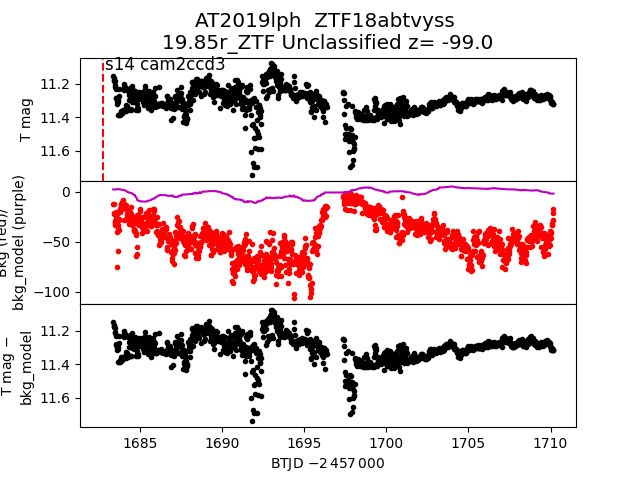 AT2019lph  ZTF18abtvyss
19.85r_ZTF Unclassified z= -99.0
s14 cam2ccd3
11.2
11.4
11.6
T mag
0
−50
−100
Bkg (red)/
bkg_model (purple)
11.2
11.4
11.6
T mag −
bkg_model
1685
1690
1695
1700
1705
1710
BTJD −2 457 000